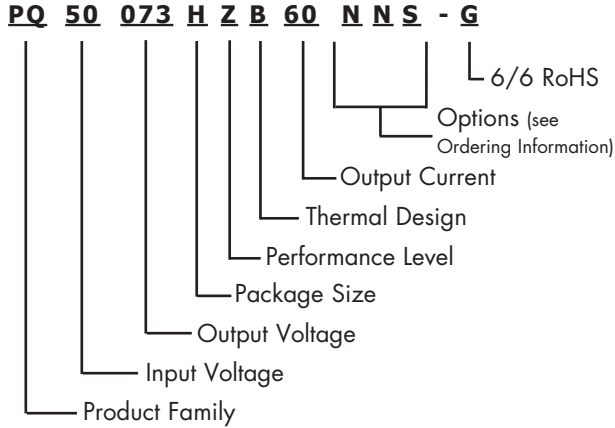 PQ 50 073 H Z B 60 N N S - G
6/6 RoHS
Options (see
Ordering Information)
Output Current
Thermal Design
Performance Level
Package Size
Output Voltage
Input Voltage
Product Family